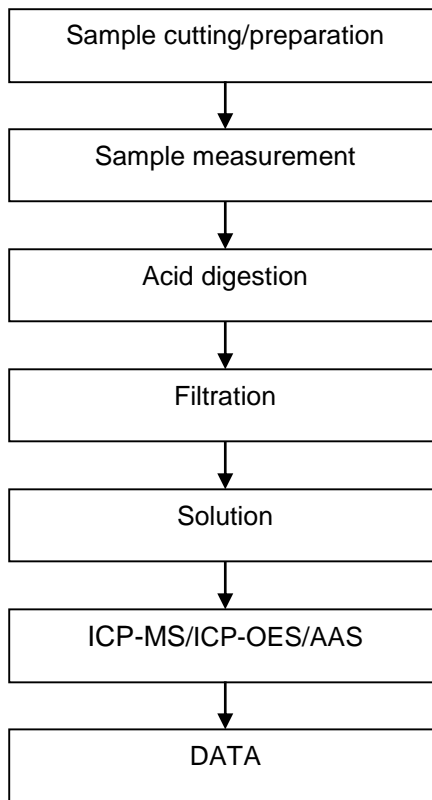 Sample cutting/preparation
Sample measurement
Acid digestion
Filtration
Solution
ICP-MS/ICP-OES/AAS
DATA